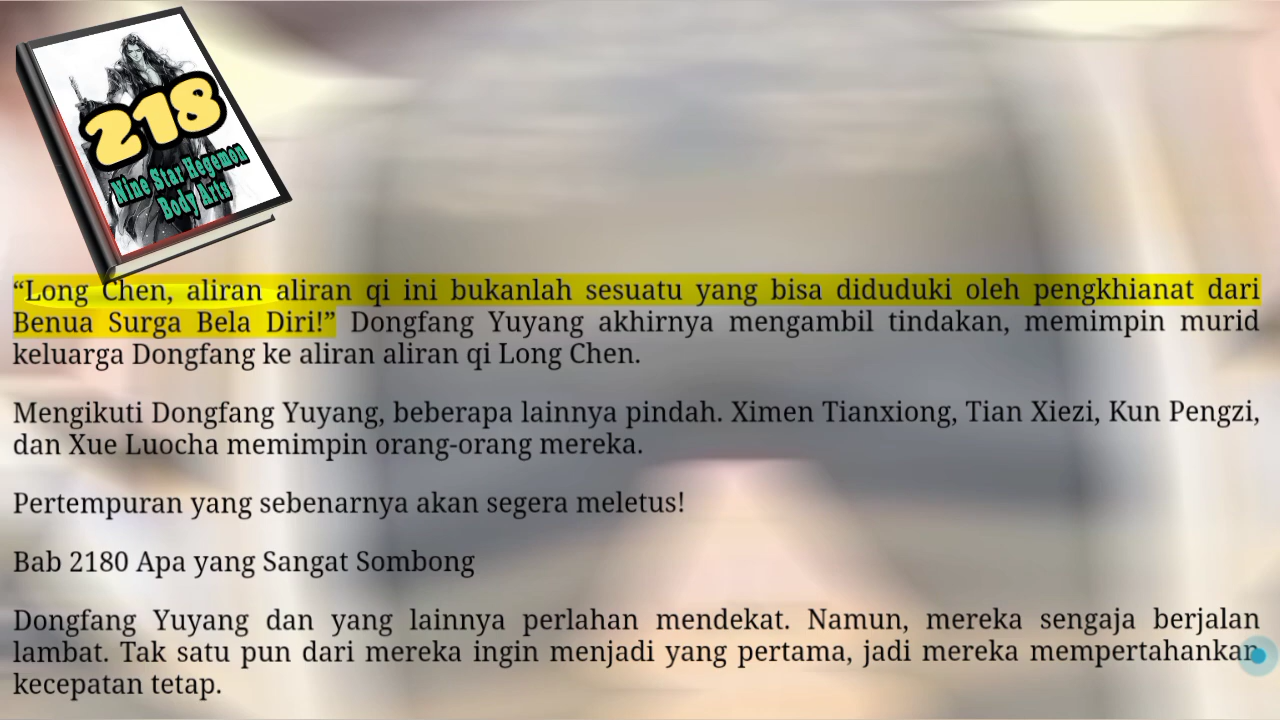 218
Nine Star Hegemon
Body Arts
“Long Chen, aliran aliran qi ini bukanlah sesuatu yang bisa diduduki oleh pengkhianat dari
Benua Surga Bela Diri!” Dongfang Yuyang akhirnya mengambil tindakan, memimpin murid
keluarga Dongfang ke aliran aliran qi Long Chen.
Mengikuti Dongfang Yuyang, beberapa lainnya pindah. Ximen Tianxiong, Tian Xiezi, Kun Pengzi,
dan Xue Luocha memimpin orang-orang mereka.
Pertempuran yang sebenarnya akan segera meletus!
Bab 2180 Apa yang Sangat Sombong
Dongfang Yuyang dan yang lainnya perlahan mendekat. Namun, mereka sengaja berjalan
lambat. Tak satu pun dari mereka ingin menjadi yang pertama, jadi mereka mempertahankan
kecepatan tetap.